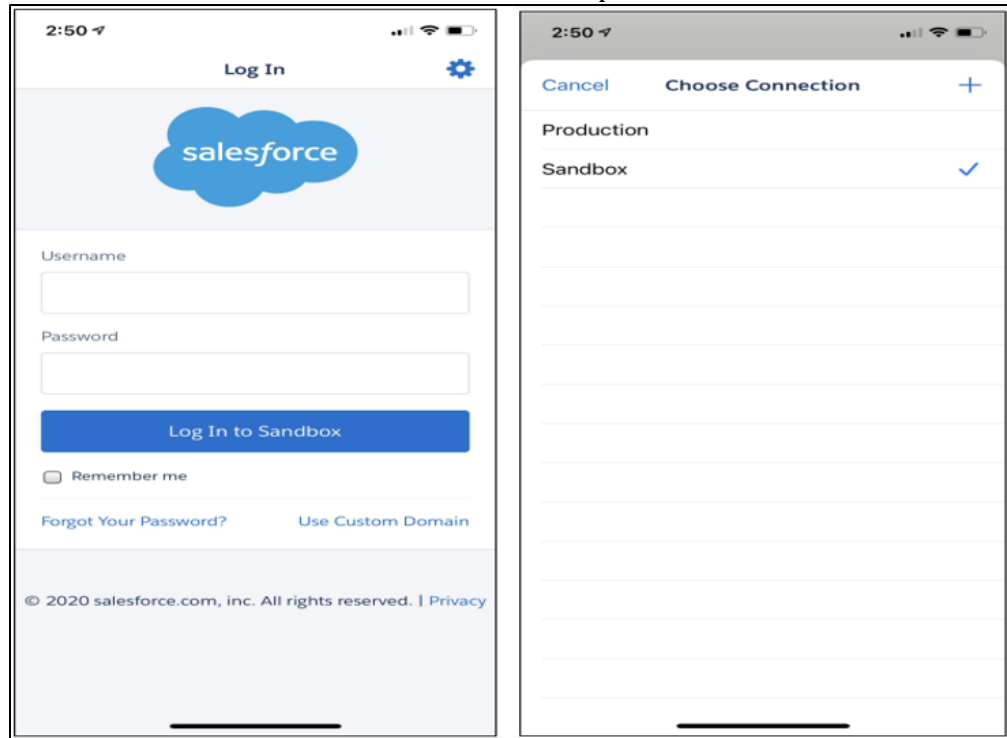 2:50
Log In
salesforce
Username
Password
Log In to Sandbox
Remember me
Forgot Your Password? Use Custom Domain
© 2020 salesforce.com, inc. All rights reserved. | Privacy
2:50
Cancel Choose Connection +
Production
Sandbox